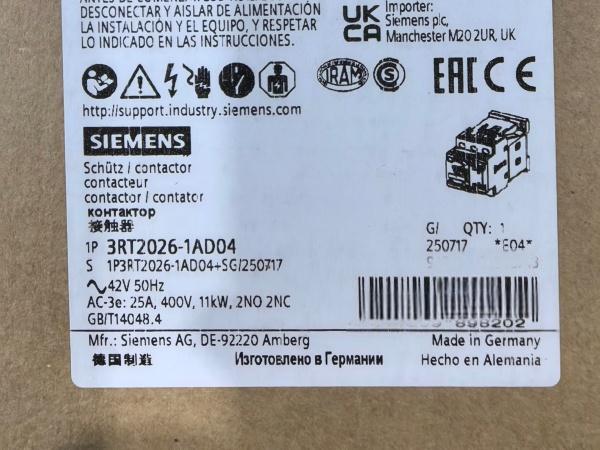 DESCONECTAR Y AISLAR DE ALIMENTACIÓN
LA INSTALACIÓN Y EL EQUIPO, Y RESPETAR
LO INDICADO EN LAS INSTRUCCIONES.
UK
CA
Importer:
Siemens plc,
Manchester M20 2UR, UK
IRAM
S
EAC CE
http://support.industry.siemens.com
SIEMENS
Schütz / contactor
contacteur
contactor / contator
контактор
接触器
1P 3RT2026-1AD04
S 1P3RT2026-1AD04+SG/250717
42V 50Hz
AC-3e: 25A, 400V, 11kW, 2NO 2NC
GB/T14048.4
G/ QTY: 1
250717 *E04*
898202
Mfr.: Siemens AG, DE-92220 Amberg
Made in Germany
德国制造
Изготовлено в Германии
Hecho en Alemania